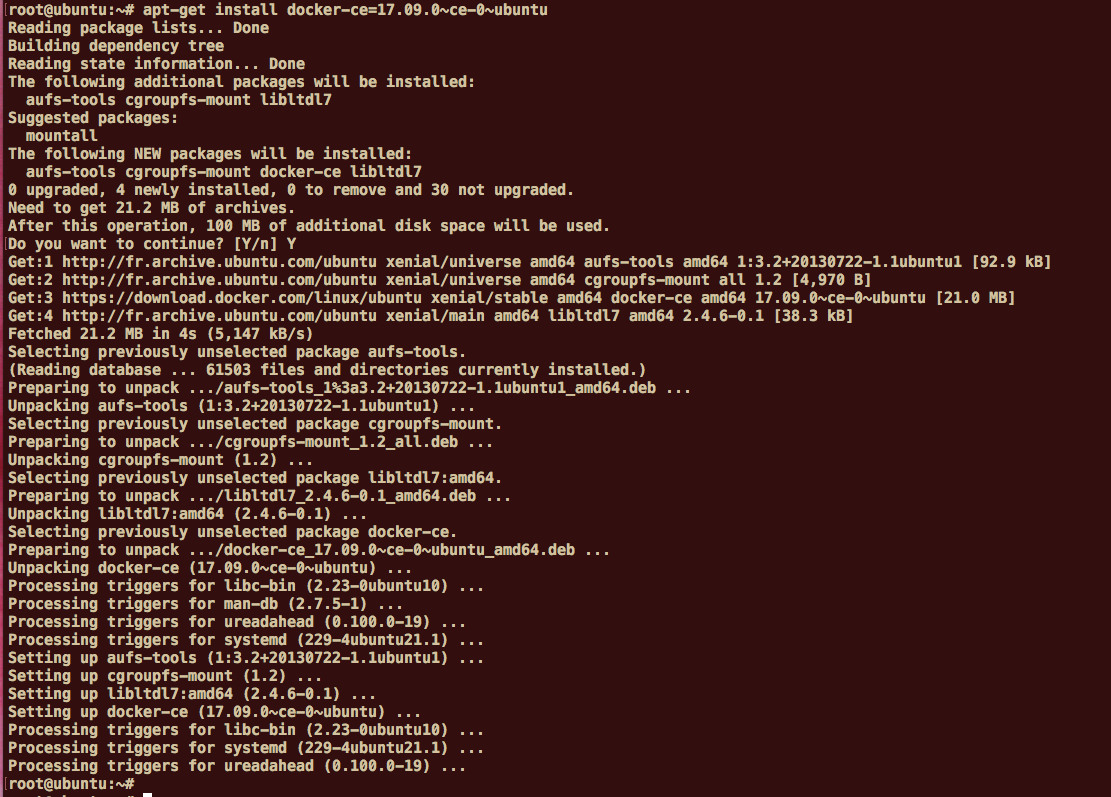 [root@ubuntu:~# apt-get install docker-ce=17.09.0~ce-0~ubuntu
Reading package lists... Done
Building dependency tree
Reading state information... Done
The following additional packages will be installed:
  aufs-tools cgroupfs-mount libltdl7
Suggested packages:
  mountall
The following NEW packages will be installed:
  aufs-tools cgroupfs-mount docker-ce libltdl7
0 upgraded, 4 newly installed, 0 to remove and 30 not upgraded.
Need to get 21.2 MB of archives.
After this operation, 100 MB of additional disk space will be used.
[Do you want to continue? [Y/n] Y
Get:1 http://fr.archive.ubuntu.com/ubuntu xenial/universe amd64 aufs-tools amd64 1:3.2+20130722-1.1ubuntu1 [92.9 kB]
Get:2 http://fr.archive.ubuntu.com/ubuntu xenial/universe amd64 cgroupfs-mount all 1.2 [4,970 B]
Get:3 https://download.docker.com/linux/ubuntu xenial/stable amd64 docker-ce amd64 17.09.0~ce-0~ubuntu [21.0 MB]
Get:4 http://fr.archive.ubuntu.com/ubuntu xenial/main amd64 libltdl7 amd64 2.4.6-0.1 [38.3 kB]
Fetched 21.2 MB in 4s (5,147 kB/s)
Selecting previously unselected package aufs-tools.
(Reading database ... 61503 files and directories currently installed.)
Preparing to unpack .../aufs-tools_1%3a3.2+20130722-1.1ubuntu1_amd64.deb ...
Unpacking aufs-tools (1:3.2+20130722-1.1ubuntu1) ...
Selecting previously unselected package cgroupfs-mount.
Preparing to unpack .../cgroupfs-mount_1.2_all.deb ...
Unpacking cgroupfs-mount (1.2) ...
Selecting previously unselected package libltdl7:amd64.
Preparing to unpack .../libltdl7_2.4.6-0.1_amd64.deb ...
Unpacking libltdl7:amd64 (2.4.6-0.1) ...
Selecting previously unselected package docker-ce.
Preparing to unpack .../docker-ce_17.09.0~ce-0~ubuntu_amd64.deb ...
Unpacking docker-ce (17.09.0~ce-0~ubuntu) ...
Processing triggers for libc-bin (2.23-0ubuntu10) ...
Processing triggers for man-db (2.7.5-1) ...
Processing triggers for ureadahead (0.100.0-19) ...
Processing triggers for systemd (229-4ubuntu21.1) ...
Setting up aufs-tools (1:3.2+20130722-1.1ubuntu1) ...
Setting up cgroupfs-mount (1.2) ...
Setting up libltdl7:amd64 (2.4.6-0.1) ...
Setting up docker-ce (17.09.0~ce-0~ubuntu) ...
Processing triggers for libc-bin (2.23-0ubuntu10) ...
Processing triggers for systemd (229-4ubuntu21.1) ...
Processing triggers for ureadahead (0.100.0-19) ...
[root@ubuntu:~#